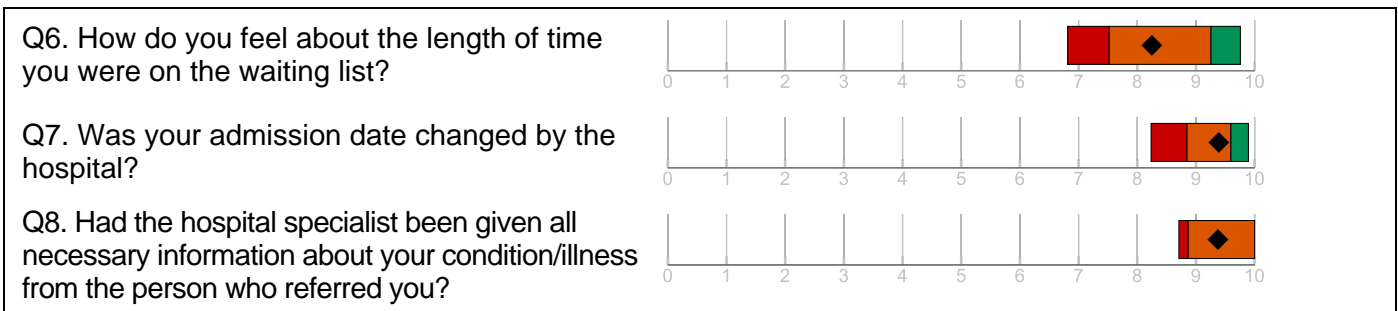 Q6. How do you feel about the length of time
you were on the waiting list?
0 1 2 3 4 5 6 7 8 9 10
Q7. Was your admission date changed by the
hospital?
0 1 2 3 4 5 6 7 8 9 10
Q8. Had the hospital specialist been given all
necessary information about your condition/illness
from the person who referred you?
0 1 2 3 4 5 6 7 8 9 10